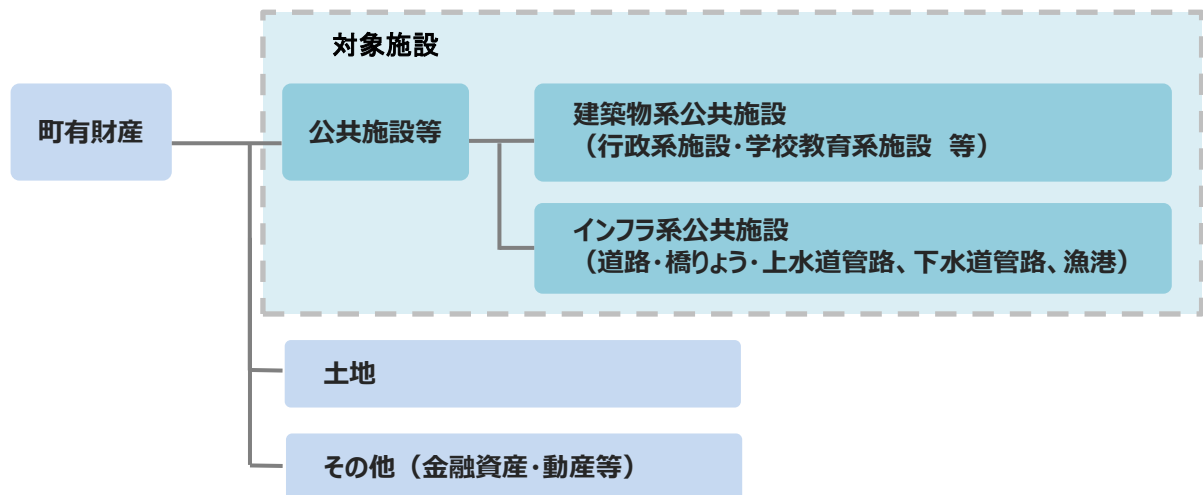 対象施設
町有財産
公共施設等
建築物系公共施設
（行政系施設・学校教育系施設 等）
インフラ系公共施設
（道路・橋りょう・上水道管路、下水道管路、漁港）
土地
その他（金融資産・動産等）